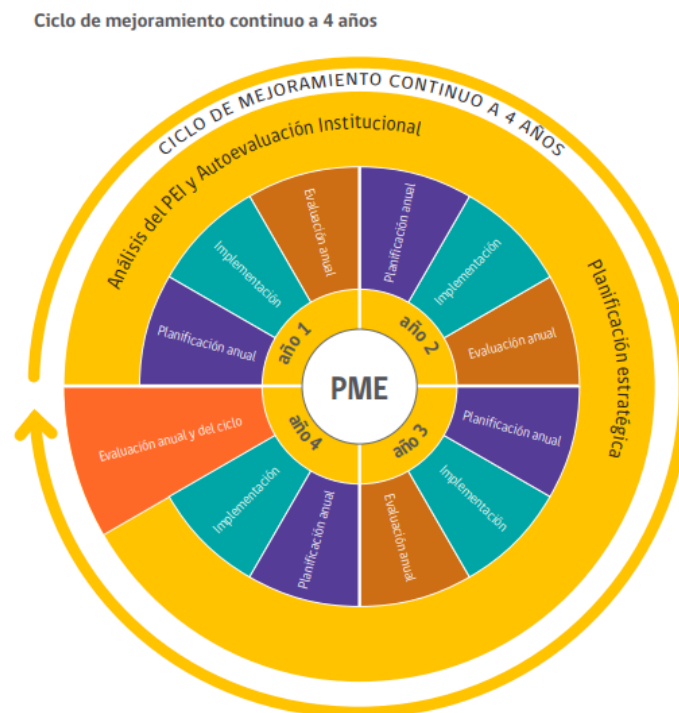 Ciclo de mejoramiento continuo a 4 años
CICLO DE MEJORAMIENTO CONTINUO A 4 AÑOS
Análisis del PEI y Autoevaluación Institucional
Planificación estratégica
PME
año 1
Planificación anual
Implementación
Evaluación anual
año 2
Planificación anual
Implementación
Evaluación anual
año 3
Planificación anual
Implementación
Evaluación anual
año 4
Planificación anual
Implementación
Evaluación anual y del ciclo